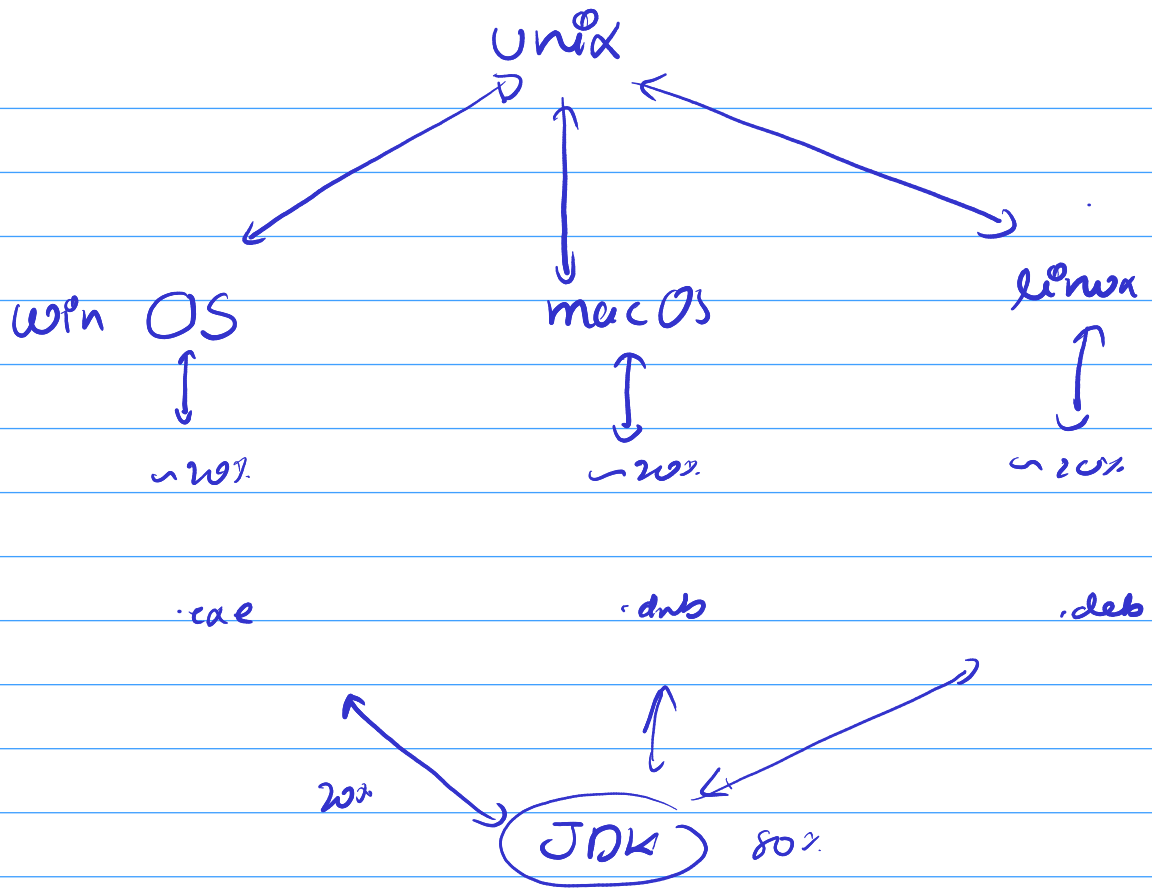 unix
win OS macOS linux
~20% ~20% ~20%
.exe .dmb .deb
20%
JDK 80%